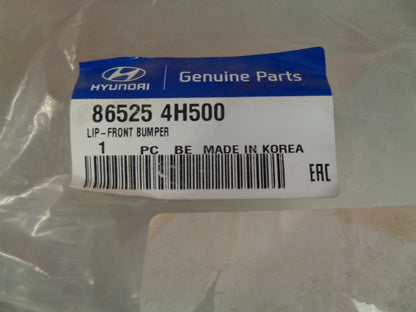 HYUNDAI
Genuine Parts
86525 4H500
LIP-FRONT BUMPER
1 PC BE MADE IN KOREA
EAC